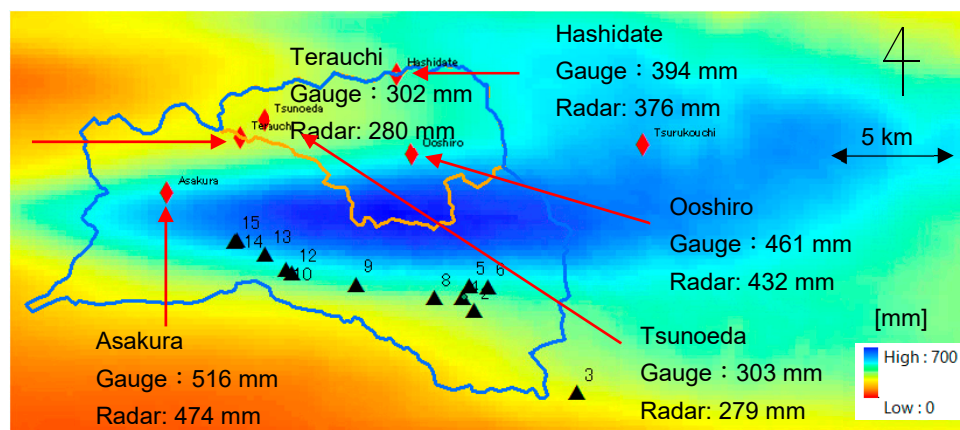 Hashidate
Gauge：394 mm
Radar: 376 mm
Terauchi
Gauge：302 mm
Radar: 280 mm
Hashidate
Tsunoeda
Terauchi
Ooshiro
Tsurukouchi
Asakura
5 km
Ooshiro
Gauge：461 mm
Radar: 432 mm
15
14
13
12
10
9
8
5
6
4
2
3
Asakura
Gauge：516 mm
Radar: 474 mm
Tsunoeda
Gauge：303 mm
Radar: 279 mm
[mm]
High : 700
Low : 0